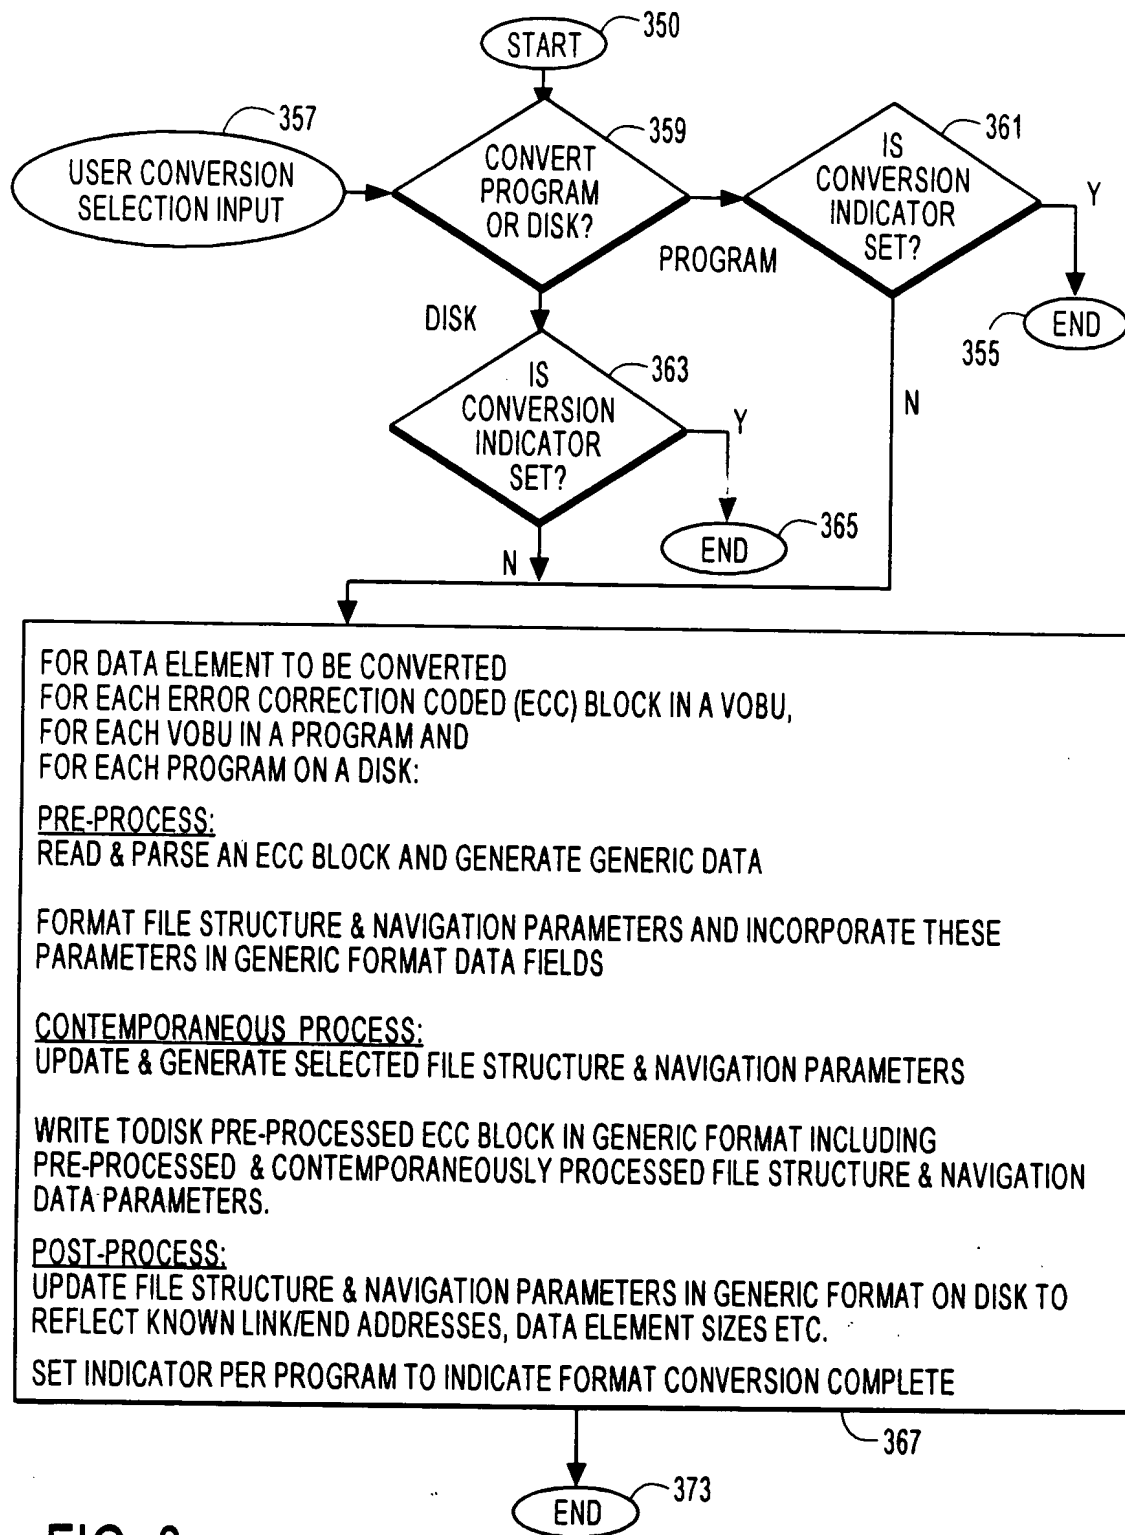 START
350
357
USER CONVERSION
SELECTION INPUT
CONVERT
PROGRAM
OR DISK?
359
PROGRAM
IS
CONVERSION
INDICATOR
SET?
361
Y
END
355
N
DISK
IS
CONVERSION
INDICATOR
SET?
363
Y
END
365
N
FOR DATA ELEMENT TO BE CONVERTED
FOR EACH ERROR CORRECTION CODED (ECC) BLOCK IN A VOBU,
FOR EACH VOBU IN A PROGRAM AND
FOR EACH PROGRAM ON A DISK:
PRE-PROCESS:
READ & PARSE AN ECC BLOCK AND GENERATE GENERIC DATA
FORMAT FILE STRUCTURE & NAVIGATION PARAMETERS AND INCORPORATE THESE
PARAMETERS IN GENERIC FORMAT DATA FIELDS
CONTEMPORANEOUS PROCESS:
UPDATE & GENERATE SELECTED FILE STRUCTURE & NAVIGATION PARAMETERS
WRITE TODISK PRE-PROCESSED ECC BLOCK IN GENERIC FORMAT INCLUDING
PRE-PROCESSED & CONTEMPORANEOUSLY PROCESSED FILE STRUCTURE & NAVIGATION
DATA PARAMETERS.
POST-PROCESS:
UPDATE FILE STRUCTURE & NAVIGATION PARAMETERS IN GENERIC FORMAT ON DISK TO
REFLECT KNOWN LINK/END ADDRESSES, DATA ELEMENT SIZES ETC.
SET INDICATOR PER PROGRAM TO INDICATE FORMAT CONVERSION COMPLETE
367
END
373
FIG.